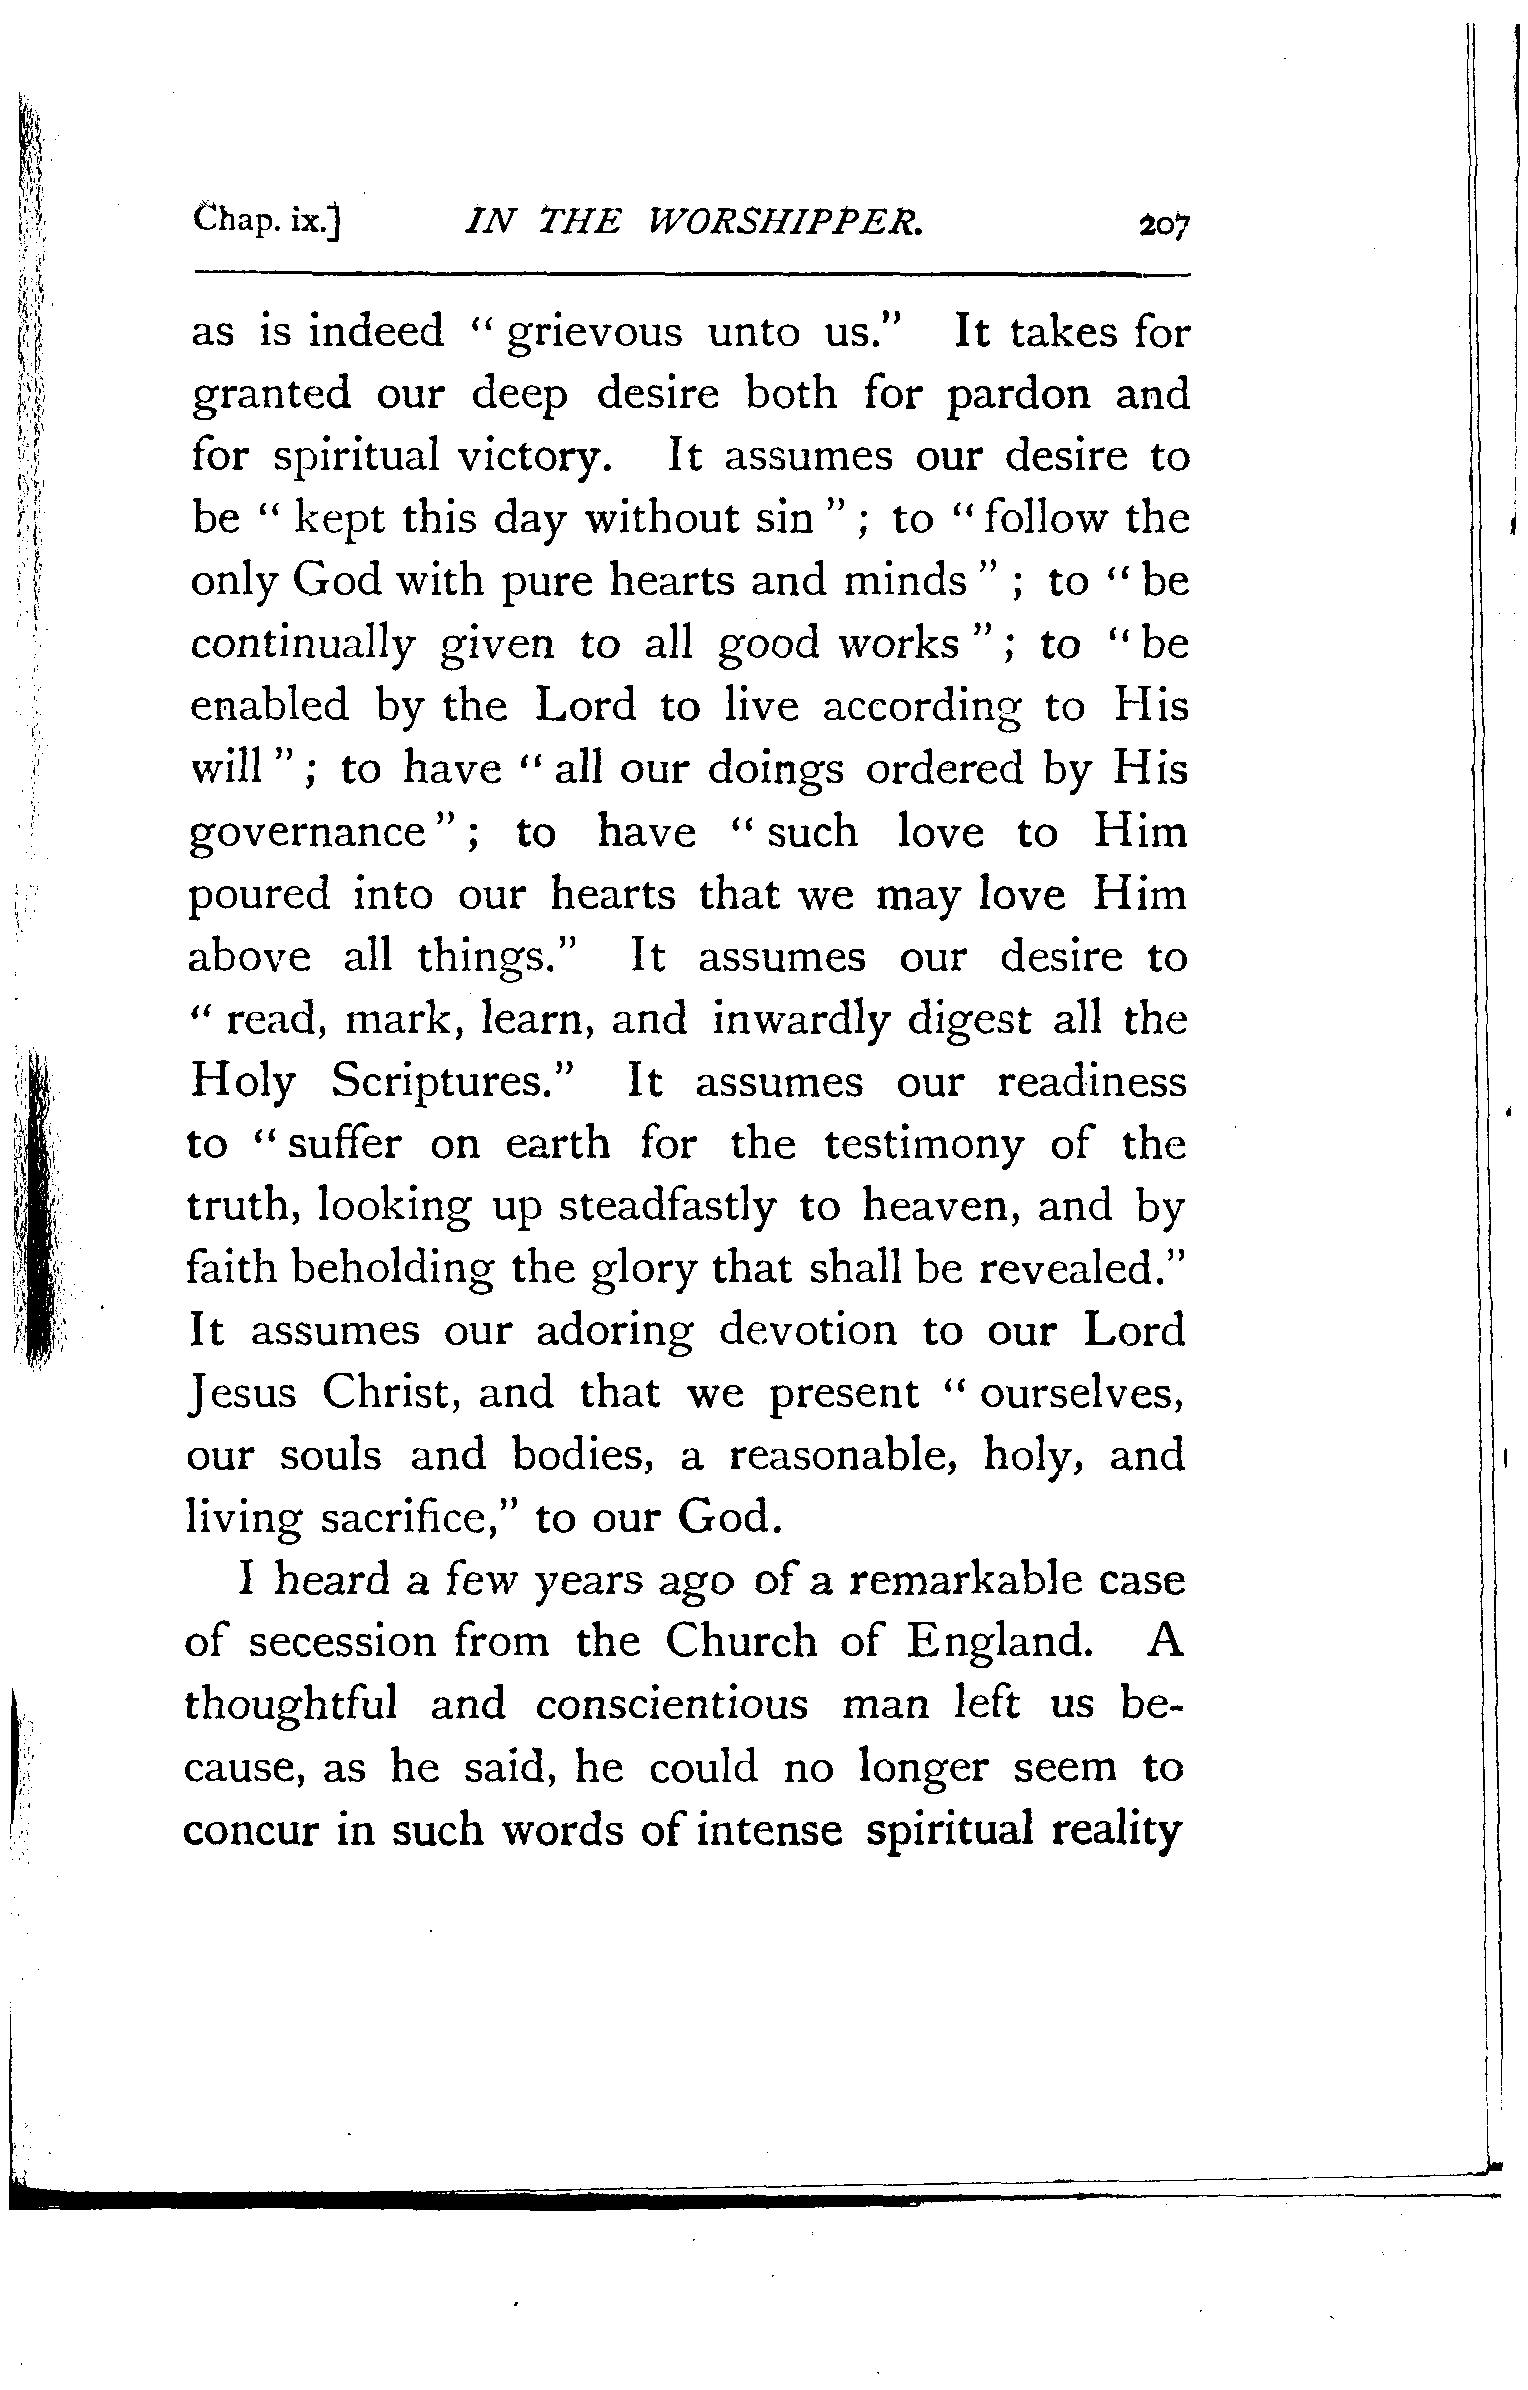 Chap. ix.] IN THE WORSHIPPER. 207
as is indeed “ grievous unto us.” It takes for
granted our deep desire both for pardon and
for spiritual victory. It assumes our desire to
be “ kept this day without sin ” ; to “ follow the
only God with pure hearts and minds ” ; to “ be
continually given to all good works ” ; to “ be
enabled by the Lord to live according to His
will ” ; to have “ all our doings ordered by His
governance ” ; to have “ such love to Him
poured into our hearts that we may love Him
above all things.” It assumes our desire to
“ read, mark, learn, and inwardly digest all the
Holy Scriptures.” It assumes our readiness
to “ suffer on earth for the testimony of the
truth, looking up steadfastly to heaven, and by
faith beholding the glory that shall be revealed.”
It assumes our adoring devotion to our Lord
Jesus Christ, and that we present “ ourselves,
our souls and bodies, a reasonable, holy, and
living sacrifice,” to our God.
I heard a few years ago of a remarkable case
of secession from the Church of England. A
thoughtful and conscientious man left us be-
cause, as he said, he could no longer seem to
concur in such words of intense spiritual reality